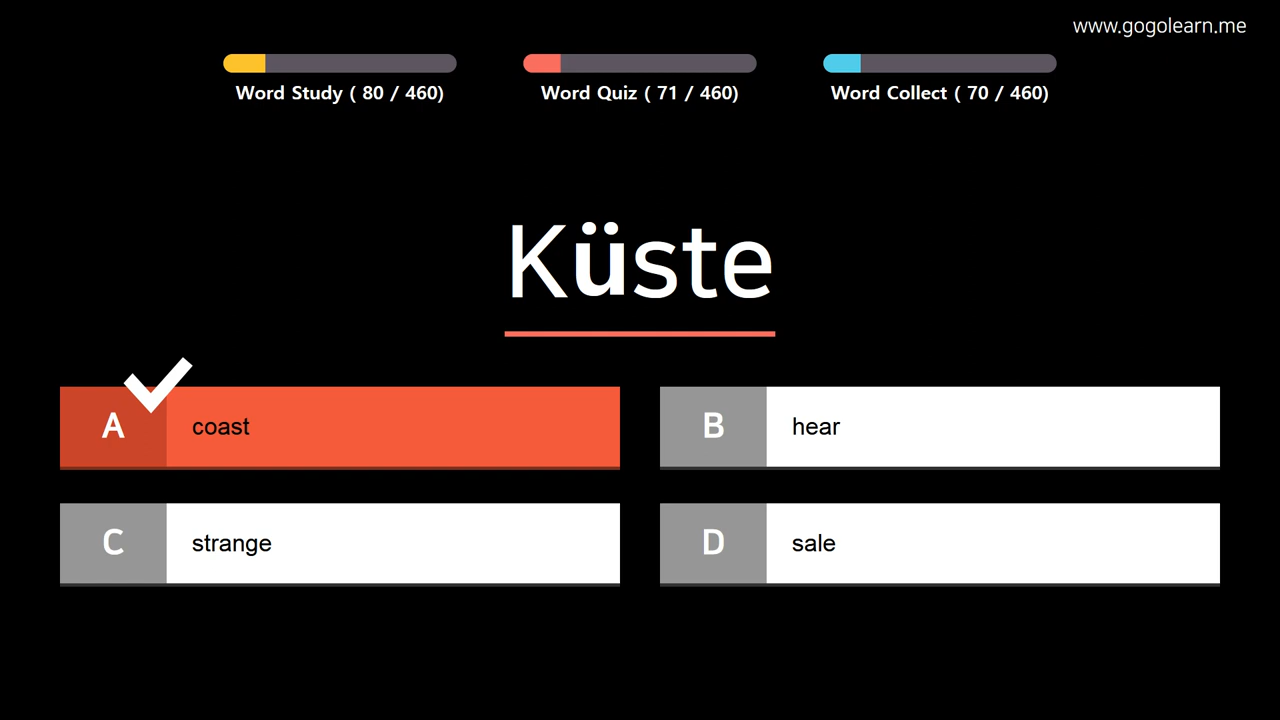 www.gogolearn.me
Word Study ( 80 / 460)
Word Quiz ( 71 / 460)
Word Collect ( 70 / 460)
Küste
A coast
B hear
C strange
D sale